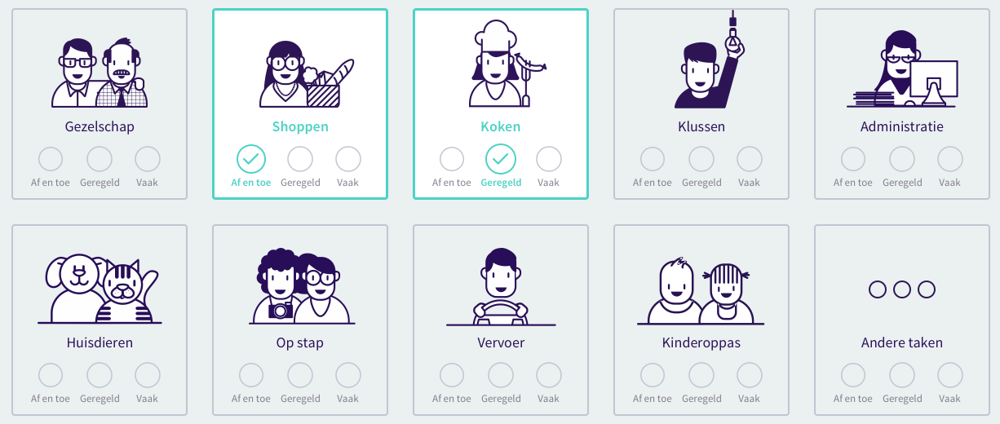 Gezelschap
Shoppen
Koken
Klussen
Administratie
Af en toe Geregeld Vaak
Af en toe Geregeld Vaak
Af en toe Geregeld Vaak
Af en toe Geregeld Vaak
Af en toe Geregeld Vaak
Huisdieren
Op stap
Vervoer
Kinderoppas
Andere taken
Af en toe Geregeld Vaak
Af en toe Geregeld Vaak
Af en toe Geregeld Vaak
Af en toe Geregeld Vaak
Af en toe Geregeld Vaak